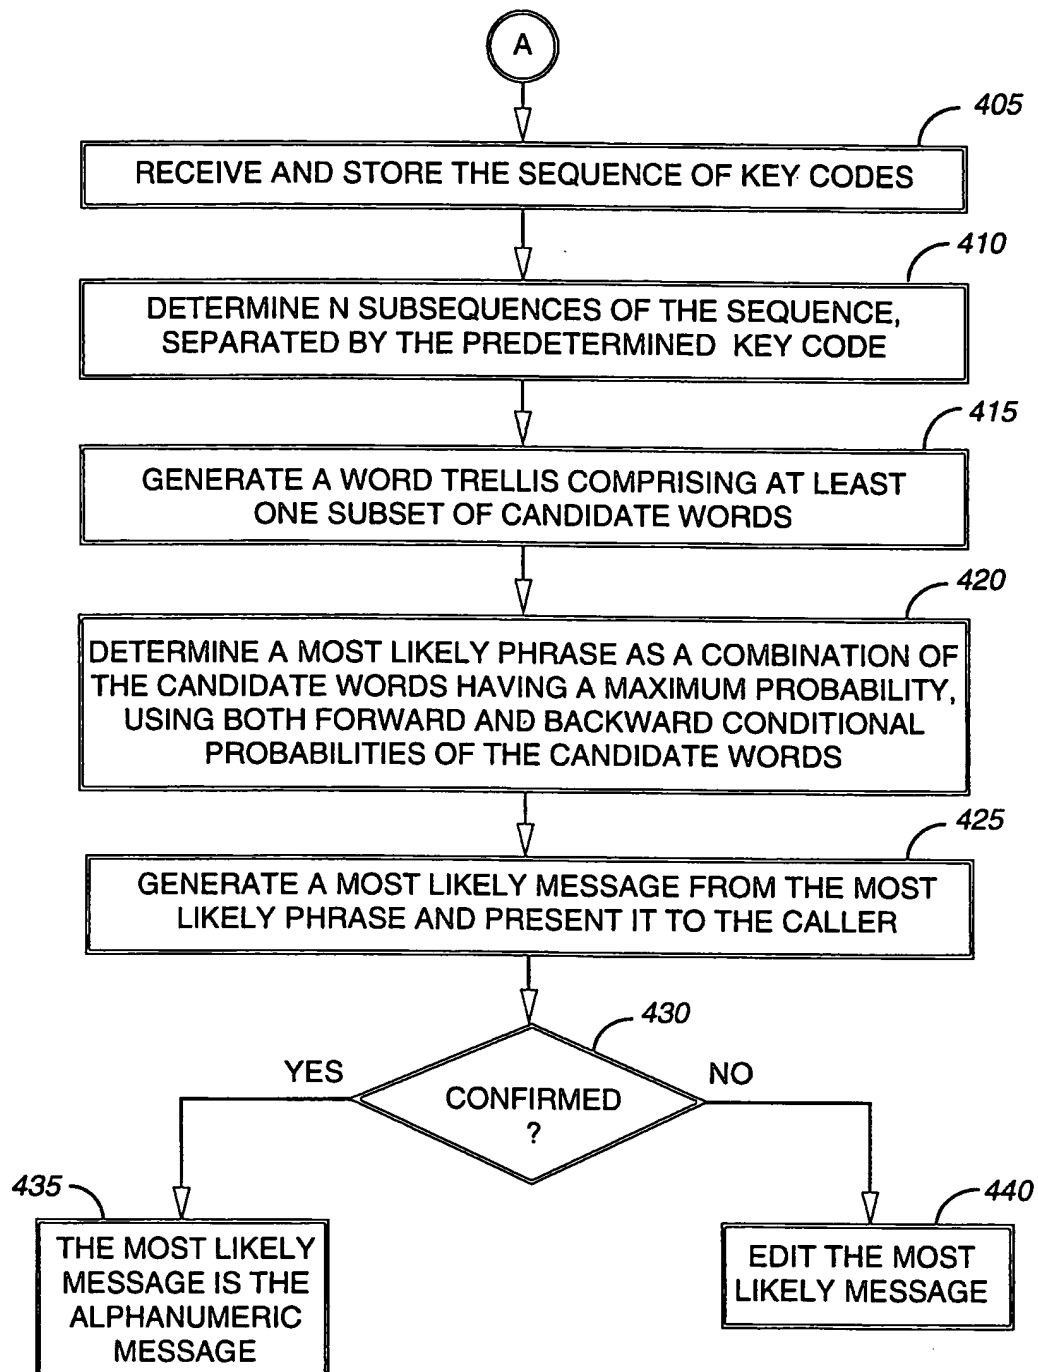 A
405
RECEIVE AND STORE THE SEQUENCE OF KEY CODES
410
DETERMINE N SUBSEQUENCES OF THE SEQUENCE,
SEPARATED BY THE PREDETERMINED KEY CODE
415
GENERATE A WORD TRELLIS COMPRISING AT LEAST
ONE SUBSET OF CANDIDATE WORDS
420
DETERMINE A MOST LIKELY PHRASE AS A COMBINATION OF
THE CANDIDATE WORDS HAVING A MAXIMUM PROBABILITY,
USING BOTH FORWARD AND BACKWARD CONDITIONAL
PROBABILITIES OF THE CANDIDATE WORDS
425
GENERATE A MOST LIKELY MESSAGE FROM THE MOST
LIKELY PHRASE AND PRESENT IT TO THE CALLER
430
YES
NO
CONFIRMED
?
435
THE MOST LIKELY
MESSAGE IS THE
ALPHANUMERIC
MESSAGE
440
EDIT THE MOST
LIKELY MESSAGE